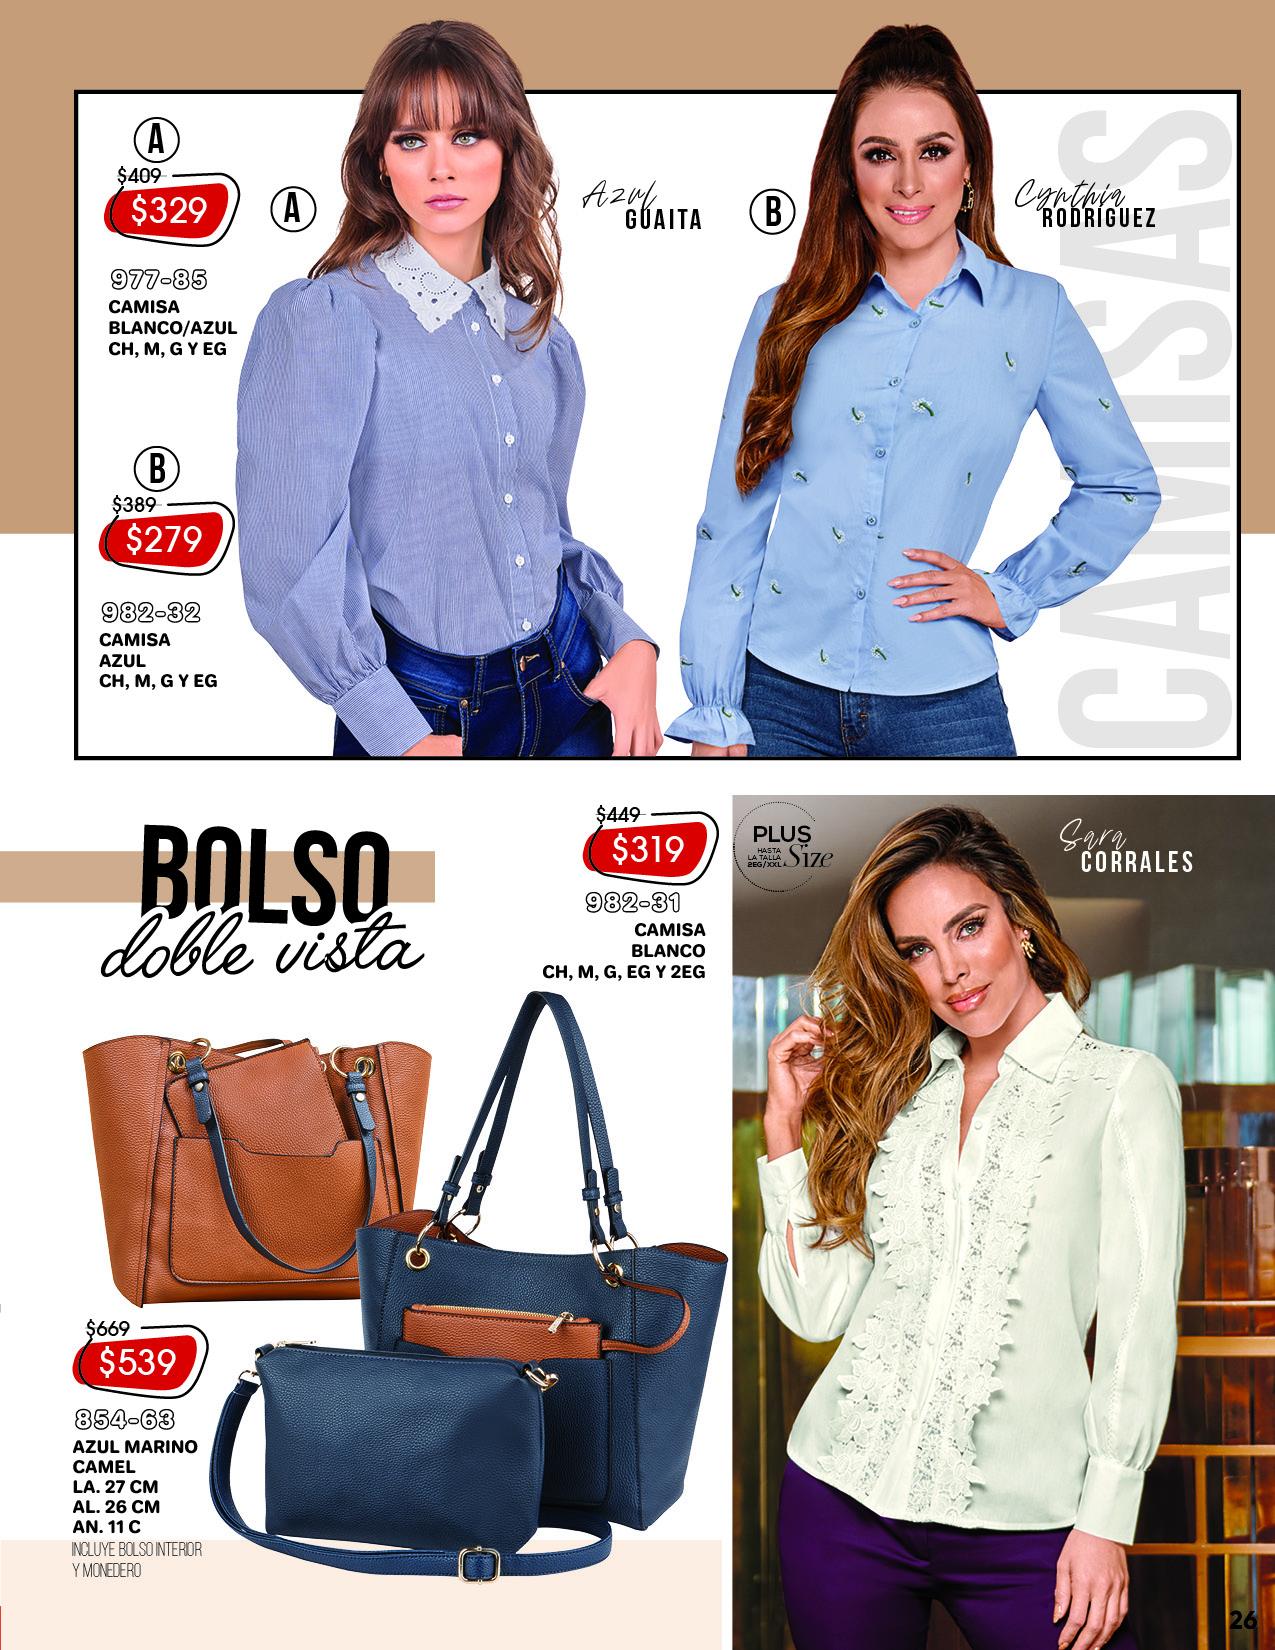 A
$409
$329
977-85
CAMISA
BLANCO/AZUL
CH, M, G Y EG
A
Azul
GUAITA
B
Cynthia
RODRIGUEZ
CAMISAS
B
$389
$279
982-32
CAMISA
AZUL
CH, M, G Y EG
BOLSO
doble vista
$449
$319
982-31
CAMISA
BLANCO
CH, M, G, EG Y 2EG
PLUS
HASTA
LA TALLA
2EG/XXL
Size
Sara
CORRALES
$669
$539
854-63
AZUL MARINO
CAMEL
LA. 27 CM
AL. 26 CM
AN. 11 C
INCLUYE BOLSO INTERIOR
Y MONEDERO
26